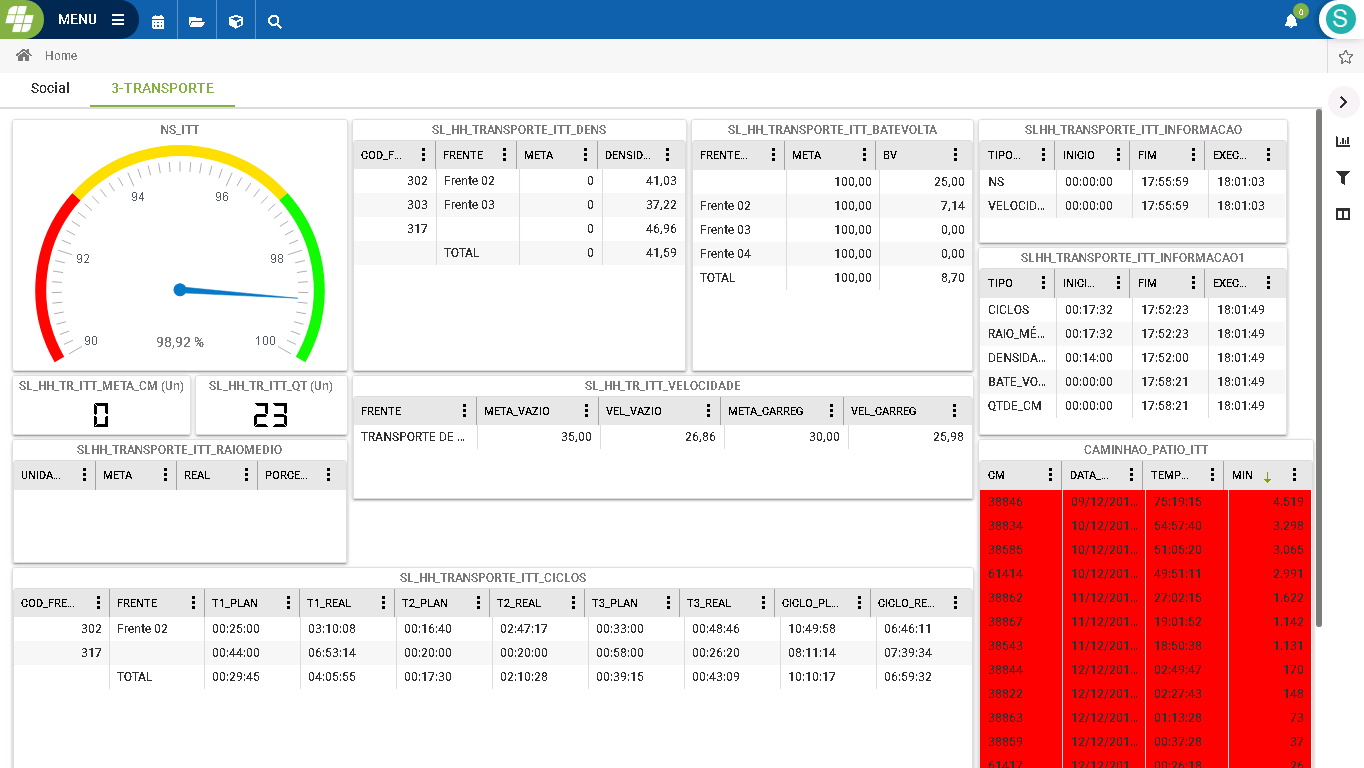 MENU
0
S
Home
Social 3-TRANSPORTE
NS_ITT
94 96
92 98
90 100
98,92 %
SL_HH_TRANSPORTE_ITT_DENS
COD_F... FRENTE META DENSID...
302 Frente 02 0 41,03
303 Frente 03 0 37,22
317 0 46,96
TOTAL 0 41,59
SL_HH_TRANSPORTE_ITT_BATEVOLTA
FRENTE... META BV
100,00 25,00
Frente 02 100,00 7,14
Frente 03 100,00 0,00
Frente 04 100,00 0,00
TOTAL 100,00 8,70
SLHH_TRANSPORTE_ITT_INFORMACAO
TIPO... INICIO FIM EXEC...
NS 00:00:00 17:55:59 18:01:03
VELOCID... 00:00:00 17:55:59 18:01:03
SLHH_TRANSPORTE_ITT_INFORMACAO1
TIPO INICI... FIM EXEC...
CICLOS 00:17:32 17:52:23 18:01:49
RAIO_MÉ... 00:17:32 17:52:23 18:01:49
DENSIDA... 00:14:00 17:52:00 18:01:49
BATE_VO... 00:00:00 17:58:21 18:01:49
QTDE_CM 00:00:00 17:58:21 18:01:49
SL_HH_TR_ITT_META_CM (Un)
0
SL_HH_TR_ITT_QT (Un)
23
SL_HH_TR_ITT_VELOCIDADE
FRENTE META_VAZIO VEL_VAZIO META_CARREG VEL_CARREG
TRANSPORTE DE ... 35,00 26,86 30,00 25,98
SLHH_TRANSPORTE_ITT_RAIOMEDIO
UNIDA... META REAL PORCE...
CAMINHAO_PATIO_ITT
CM DATA_... TEMP... MIN
38846 09/12/201... 75:19:15 4.519
38834 10/12/201... 54:57:40 3.298
38585 10/12/201... 51:05:20 3.065
61414 10/12/201... 49:51:11 2.991
38862 11/12/201... 27:02:15 1.622
38867 11/12/201... 19:01:52 1.142
38543 11/12/201... 18:50:38 1.131
38844 12/12/201... 02:49:47 170
38822 12/12/201... 02:27:43 148
38863 12/12/201... 01:13:28 73
38859 12/12/201... 00:37:28 37
61417 12/12/201... 00:26:18 26
SL_HH_TRANSPORTE_ITT_CICLOS
COD_FRE... FRENTE T1_PLAN T1_REAL T2_PLAN T2_REAL T3_PLAN T3_REAL CICLO_PL... CICLO_RE...
302 Frente 02 00:25:00 03:10:08 00:16:40 02:47:17 00:33:00 00:48:46 10:49:58 06:46:11
317 00:44:00 06:53:14 00:20:00 00:20:00 00:58:00 00:26:20 08:11:14 07:39:34
TOTAL 00:29:45 04:05:55 00:17:30 02:10:28 00:39:15 00:43:09 10:10:17 06:59:32